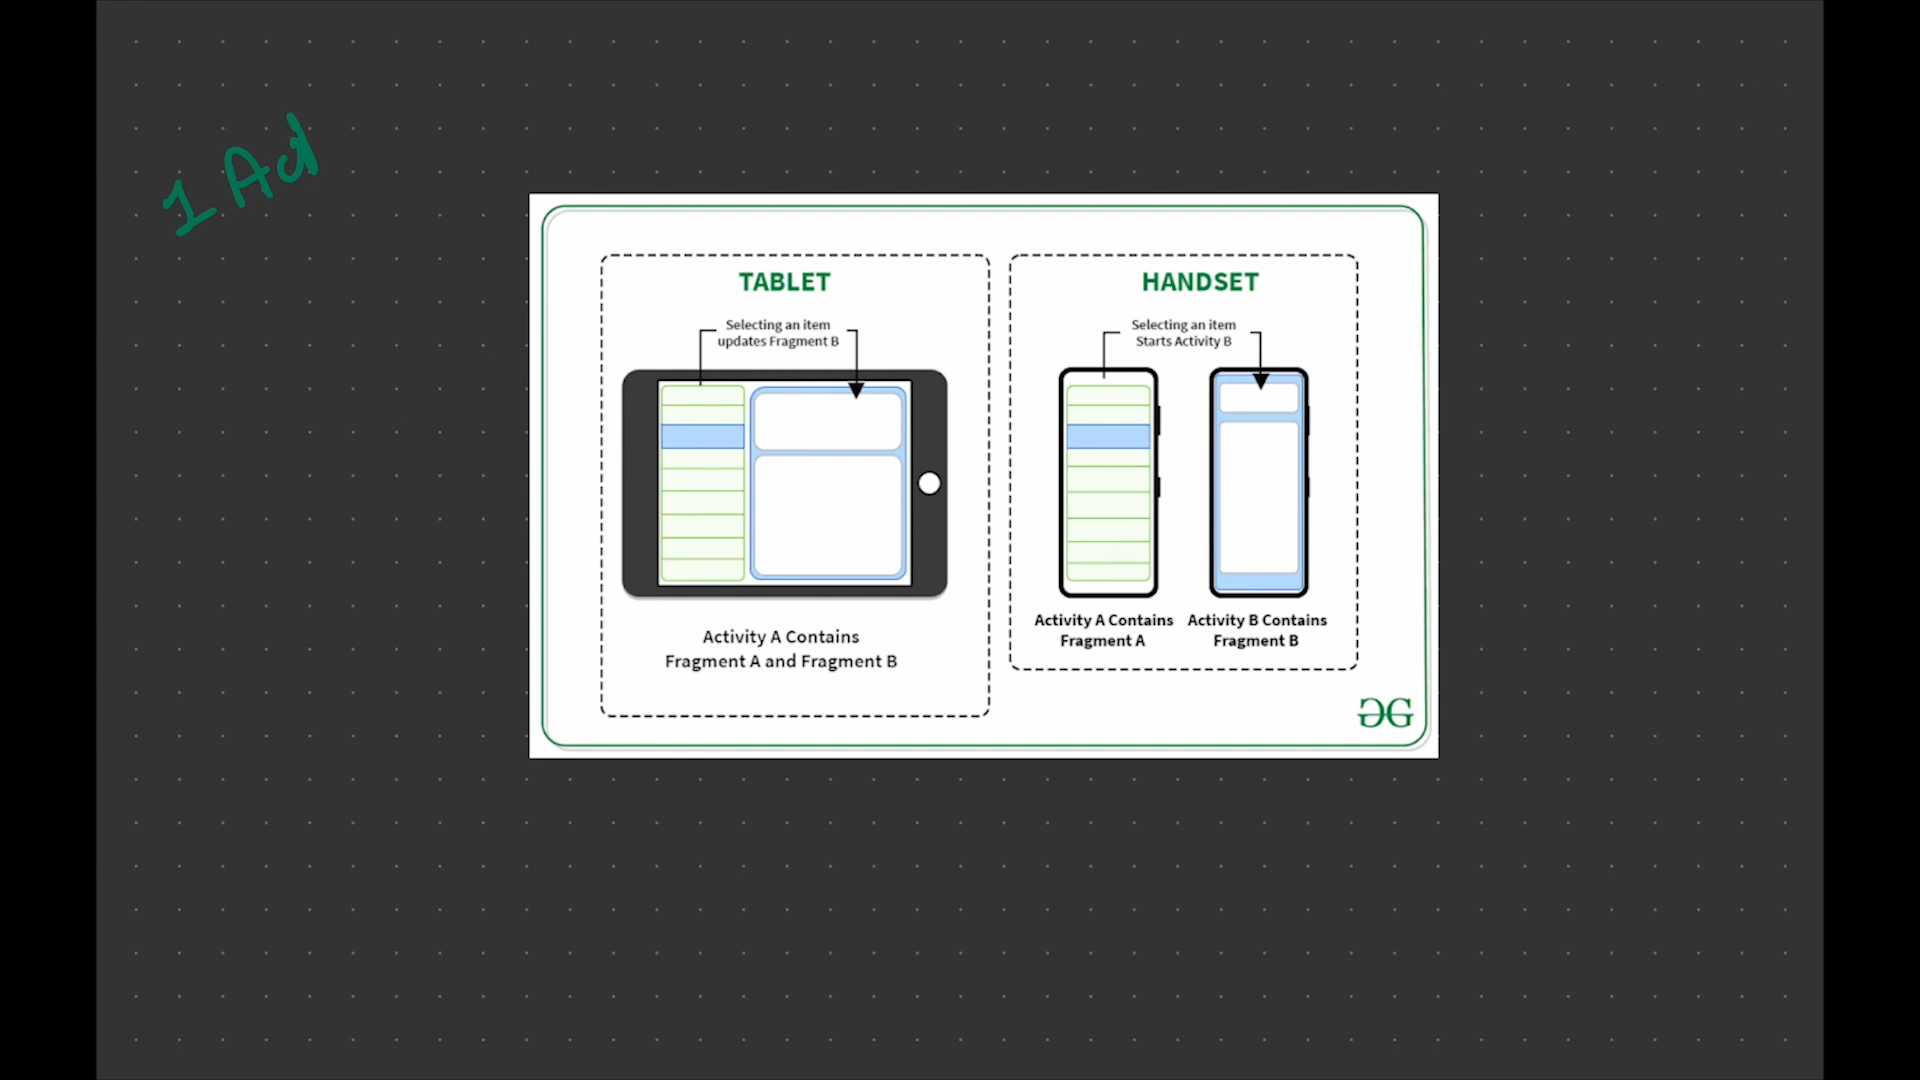 1 Act
TABLET
Selecting an item
updates Fragment B
Activity A Contains
Fragment A and Fragment B
HANDSET
Selecting an item
Starts Activity B
Activity A Contains
Fragment A
Activity B Contains
Fragment B